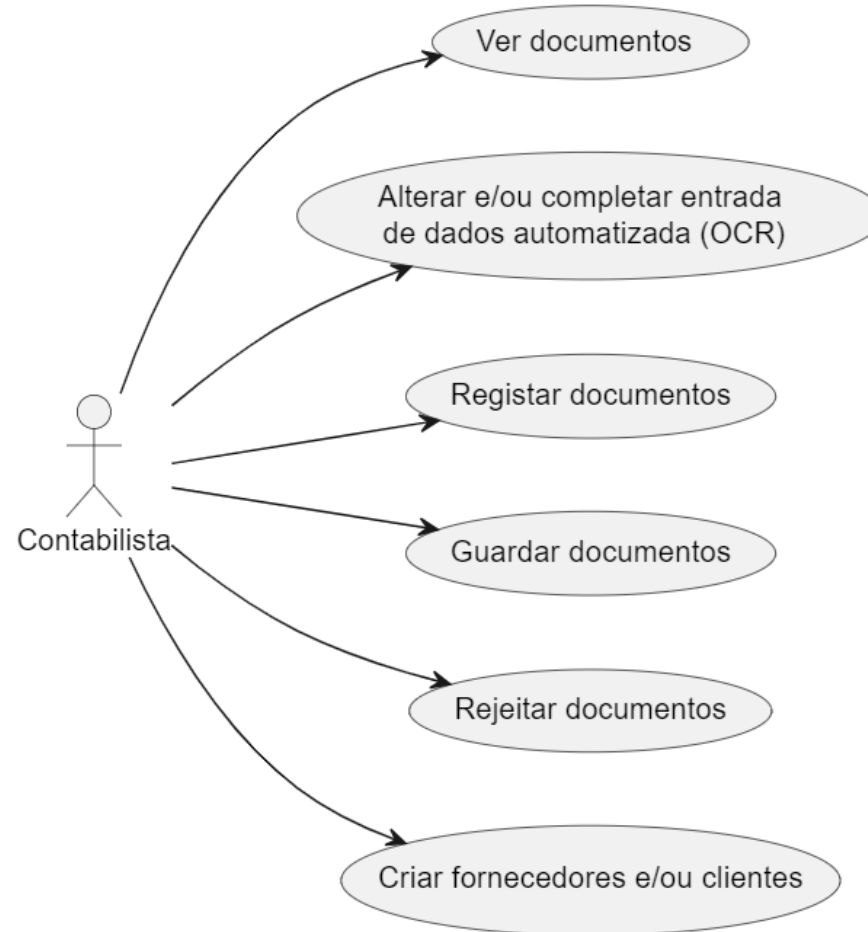 Ver documentos
Alterar e/ou completar entrada
de dados automatizada (OCR)
Registar documentos
Guardar documentos
Contabilista
Rejeitar documentos
Criar fornecedores e/ou clientes